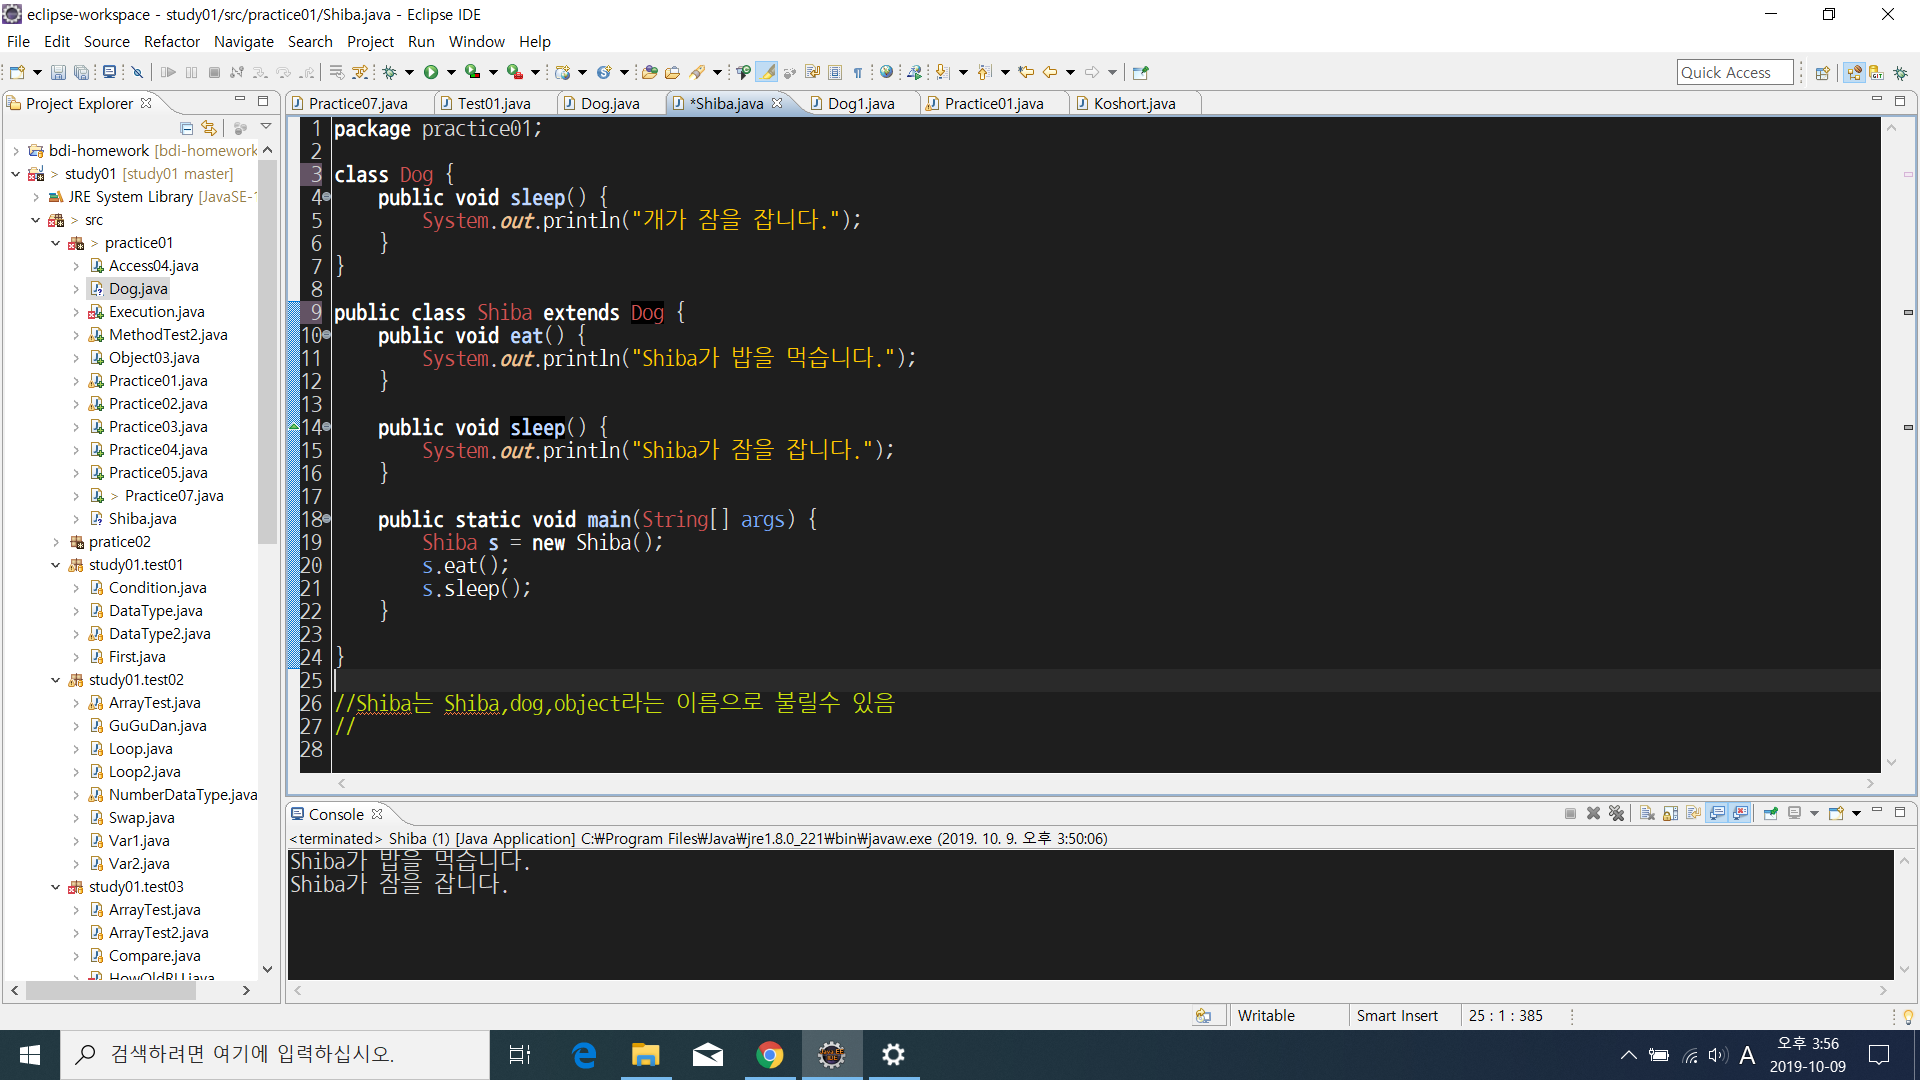 eclipse-workspace - study01/src/practice01/Shiba.java - Eclipse IDE
File Edit Source Refactor Navigate Search Project Run Window Help
Quick Access
Project Explorer
Practice07.java Test01.java Dog.java *Shiba.java Dog1.java Practice01.java Koshort.java
bdi-homework [bdi-homework
> study01 [study01 master]
JRE System Library [JavaSE-
> src
> practice01
Access04.java
Dog.java
Execution.java
MethodTest2.java
Object03.java
Practice01.java
Practice02.java
Practice03.java
Practice04.java
Practice05.java
> Practice07.java
Shiba.java
pratice02
study01.test01
Condition.java
DataType.java
DataType2.java
First.java
study01.test02
ArrayTest.java
GuGuDan.java
Loop.java
Loop2.java
NumberDataType.java
Swap.java
Var1.java
Var2.java
study01.test03
ArrayTest.java
ArrayTest2.java
Compare.java
HowOldRU.java
1 package practice01;
2
3 class Dog {
4 public void sleep() {
5 System.out.println("개가 잠을 잡니다.");
6 }
7 }
8
9 public class Shiba extends Dog {
10 public void eat() {
11 System.out.println("Shiba가 밥을 먹습니다.");
12 }
13
14 public void sleep() {
15 System.out.println("Shiba가 잠을 잡니다.");
16 }
17
18 public static void main(String[] args) {
19 Shiba s = new Shiba();
20 s.eat();
21 s.sleep();
22 }
23
24 }
25
26 //Shiba는 Shiba,dog,object라는 이름으로 불릴수 있음
27 //
28
Console
<terminated> Shiba (1) [Java Application] C:₩Program Files₩Java₩jre1.8.0_221₩bin₩javaw.exe (2019. 10. 9. 오후 3:50:06)
Shiba가 밥을 먹습니다.
Shiba가 잠을 잡니다.
Writable Smart Insert 25 : 1 : 385
검색하려면 여기에 입력하십시오.
A
오후 3:56
2019-10-09